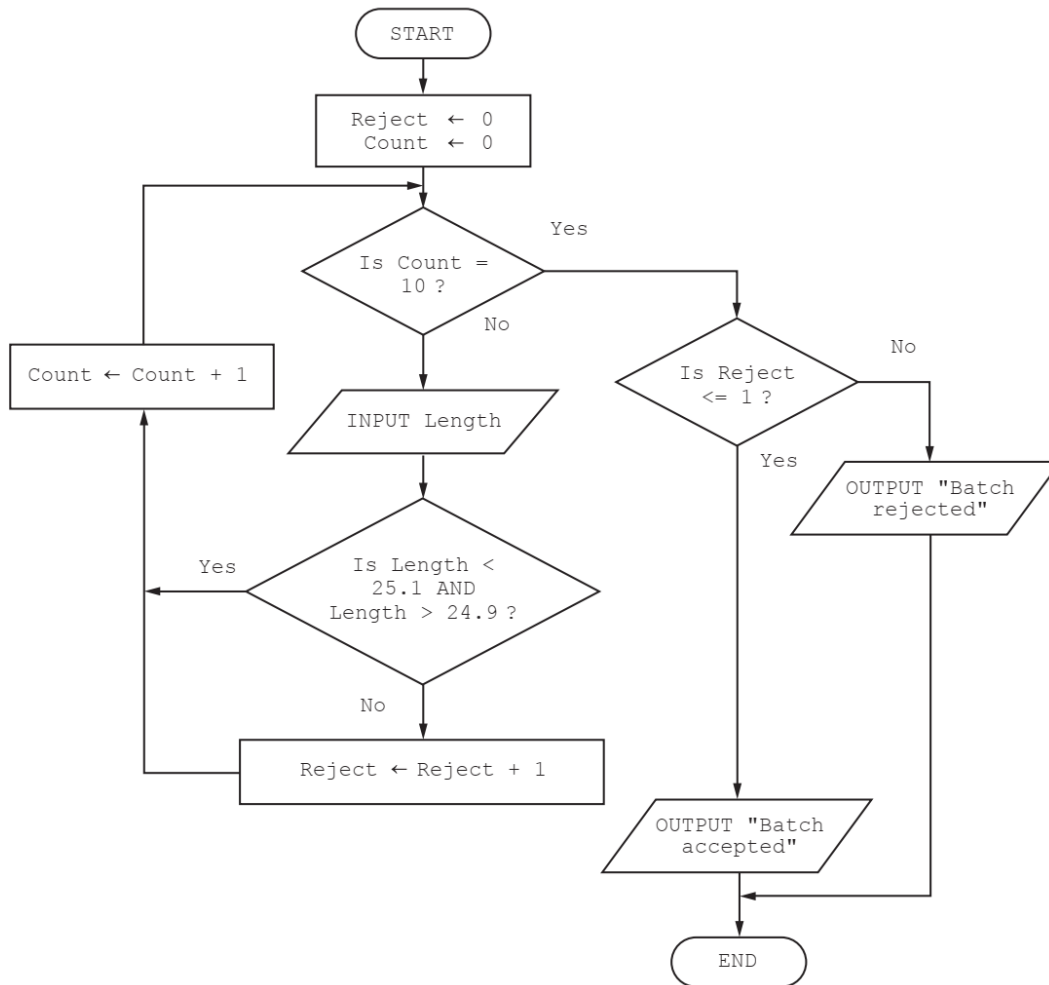 START
Reject ← 0
Count ← 0
Yes
Is Count =
10 ?
No
No
Count ← Count + 1
Is Reject
<= 1 ?
INPUT Length
Yes
OUTPUT "Batch
rejected"
Yes
Is Length <
25.1 AND
Length > 24.9 ?
No
Reject ← Reject + 1
OUTPUT "Batch
accepted"
END